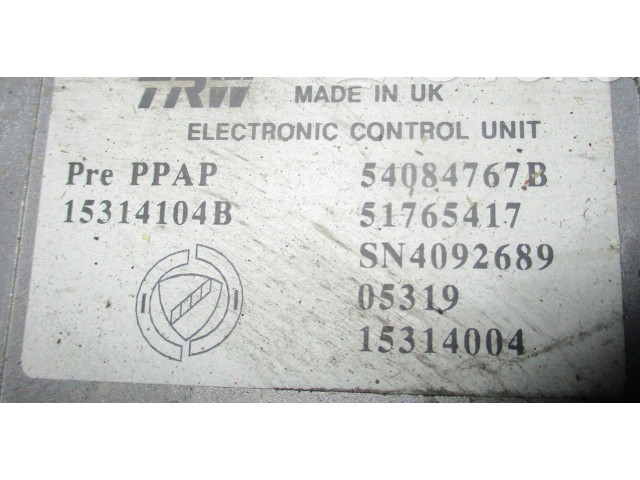 TRW MADE IN UK
ELECTRONIC CONTROL UNIT
Pre PPAP 54084767B
15314104B 51765417
SN4092689
05319
15314004